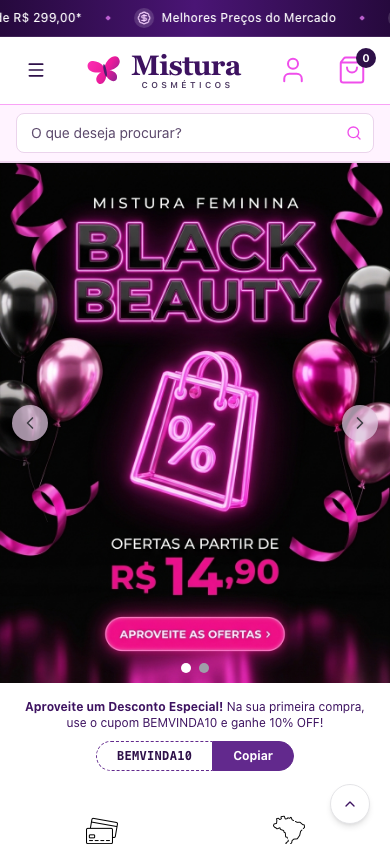 de R$ 299,00* • Melhores Preços do Mercado •
Mistura
COSMÉTICOS
0
O que deseja procurar?
MISTURA FEMININA
BLACK
BEAUTY
%
OFERTAS A PARTIR DE
R$ 14,90
APROVEITE AS OFERTAS ›
Aproveite um Desconto Especial! Na sua primeira compra,
use o cupom BEMVINDA10 e ganhe 10% OFF!
BEMVINDA10 Copiar